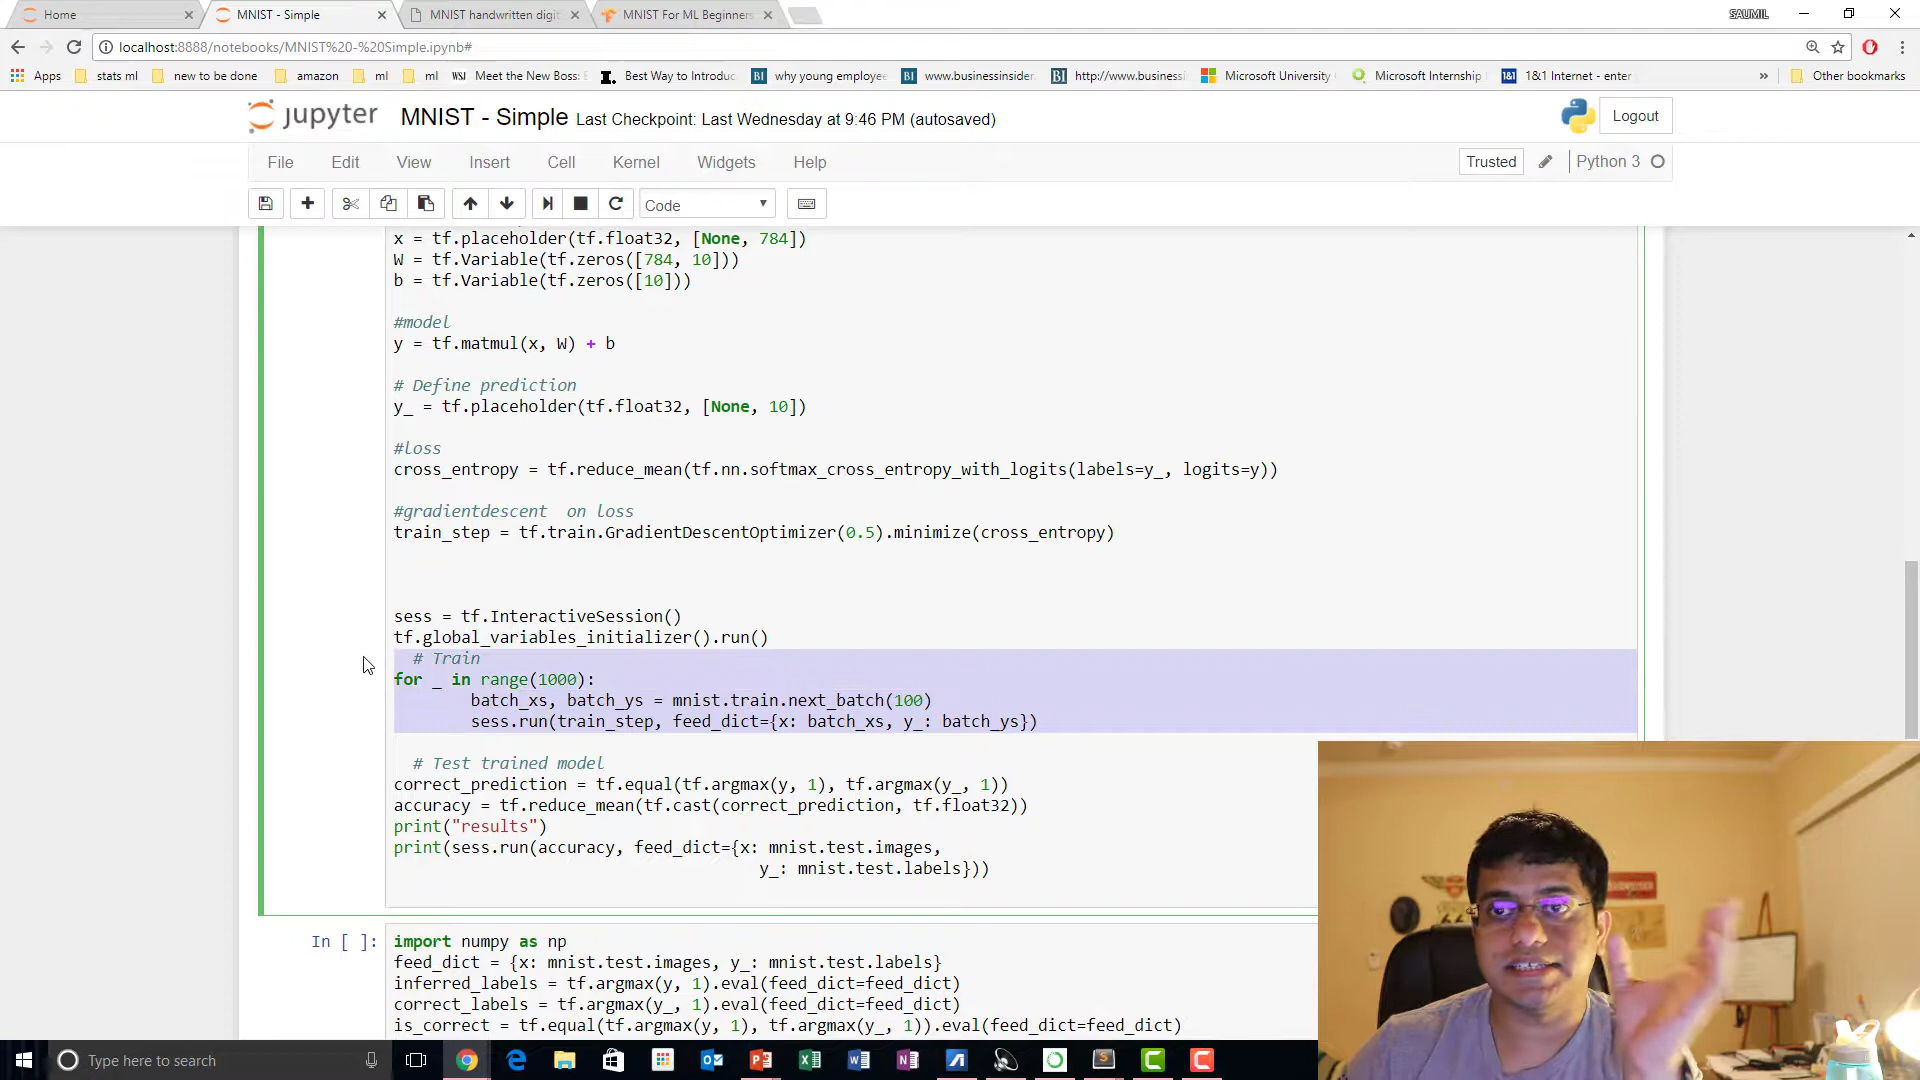 Home
MNIST - Simple
MNIST handwritten digit
MNIST For ML Beginners
SAUMIL
localhost:8888/notebooks/MNIST%20-%20Simple.ipynb#
Apps
stats ml
new to be done
amazon
ml
ml
WSJ Meet the New Boss:
Best Way to Introduc
BI why young employee
BI www.businessinsider.
BI http://www.businessi
Microsoft University
Microsoft Internship
1&1 1&1 Internet - enter
»
Other bookmarks
jupyter
MNIST - Simple Last Checkpoint: Last Wednesday at 9:46 PM (autosaved)
Logout
File
Edit
View
Insert
Cell
Kernel
Widgets
Help
Trusted
Python 3
Code
x = tf.placeholder(tf.float32, [None, 784])
W = tf.Variable(tf.zeros([784, 10]))
b = tf.Variable(tf.zeros([10]))
#model
y = tf.matmul(x, W) + b
# Define prediction
y_ = tf.placeholder(tf.float32, [None, 10])
#loss
cross_entropy = tf.reduce_mean(tf.nn.softmax_cross_entropy_with_logits(labels=y_, logits=y))
#gradientdescent  on loss
train_step = tf.train.GradientDescentOptimizer(0.5).minimize(cross_entropy)
sess = tf.InteractiveSession()
tf.global_variables_initializer().run()
# Train
for _ in range(1000):
batch_xs, batch_ys = mnist.train.next_batch(100)
sess.run(train_step, feed_dict={x: batch_xs, y_: batch_ys})
# Test trained model
correct_prediction = tf.equal(tf.argmax(y, 1), tf.argmax(y_, 1))
accuracy = tf.reduce_mean(tf.cast(correct_prediction, tf.float32))
print("results")
print(sess.run(accuracy, feed_dict={x: mnist.test.images,
y_: mnist.test.labels}))
In [ ]:
import numpy as np
feed_dict = {x: mnist.test.images, y_: mnist.test.labels}
inferred_labels = tf.argmax(y, 1).eval(feed_dict=feed_dict)
correct_labels = tf.argmax(y_, 1).eval(feed_dict=feed_dict)
is_correct = tf.equal(tf.argmax(y, 1), tf.argmax(y_, 1)).eval(feed_dict=feed_dict)
Type here to search